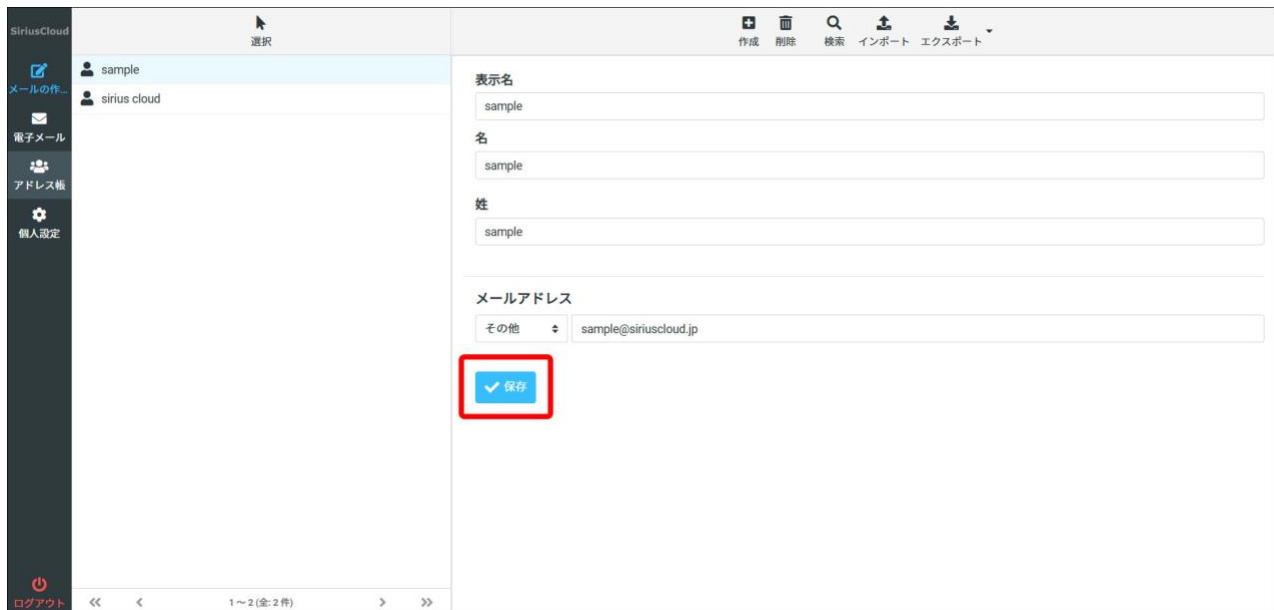 SiriusCloud
メールの作...
電子メール
アドレス帳
個人設定
ログアウト
選択
sample
sirius cloud
1～2(全: 2件)
作成 削除 検索 インポート エクスポート
表示名
sample
名
sample
姓
sample
メールアドレス
その他 sample@siriuscloud.jp
保存